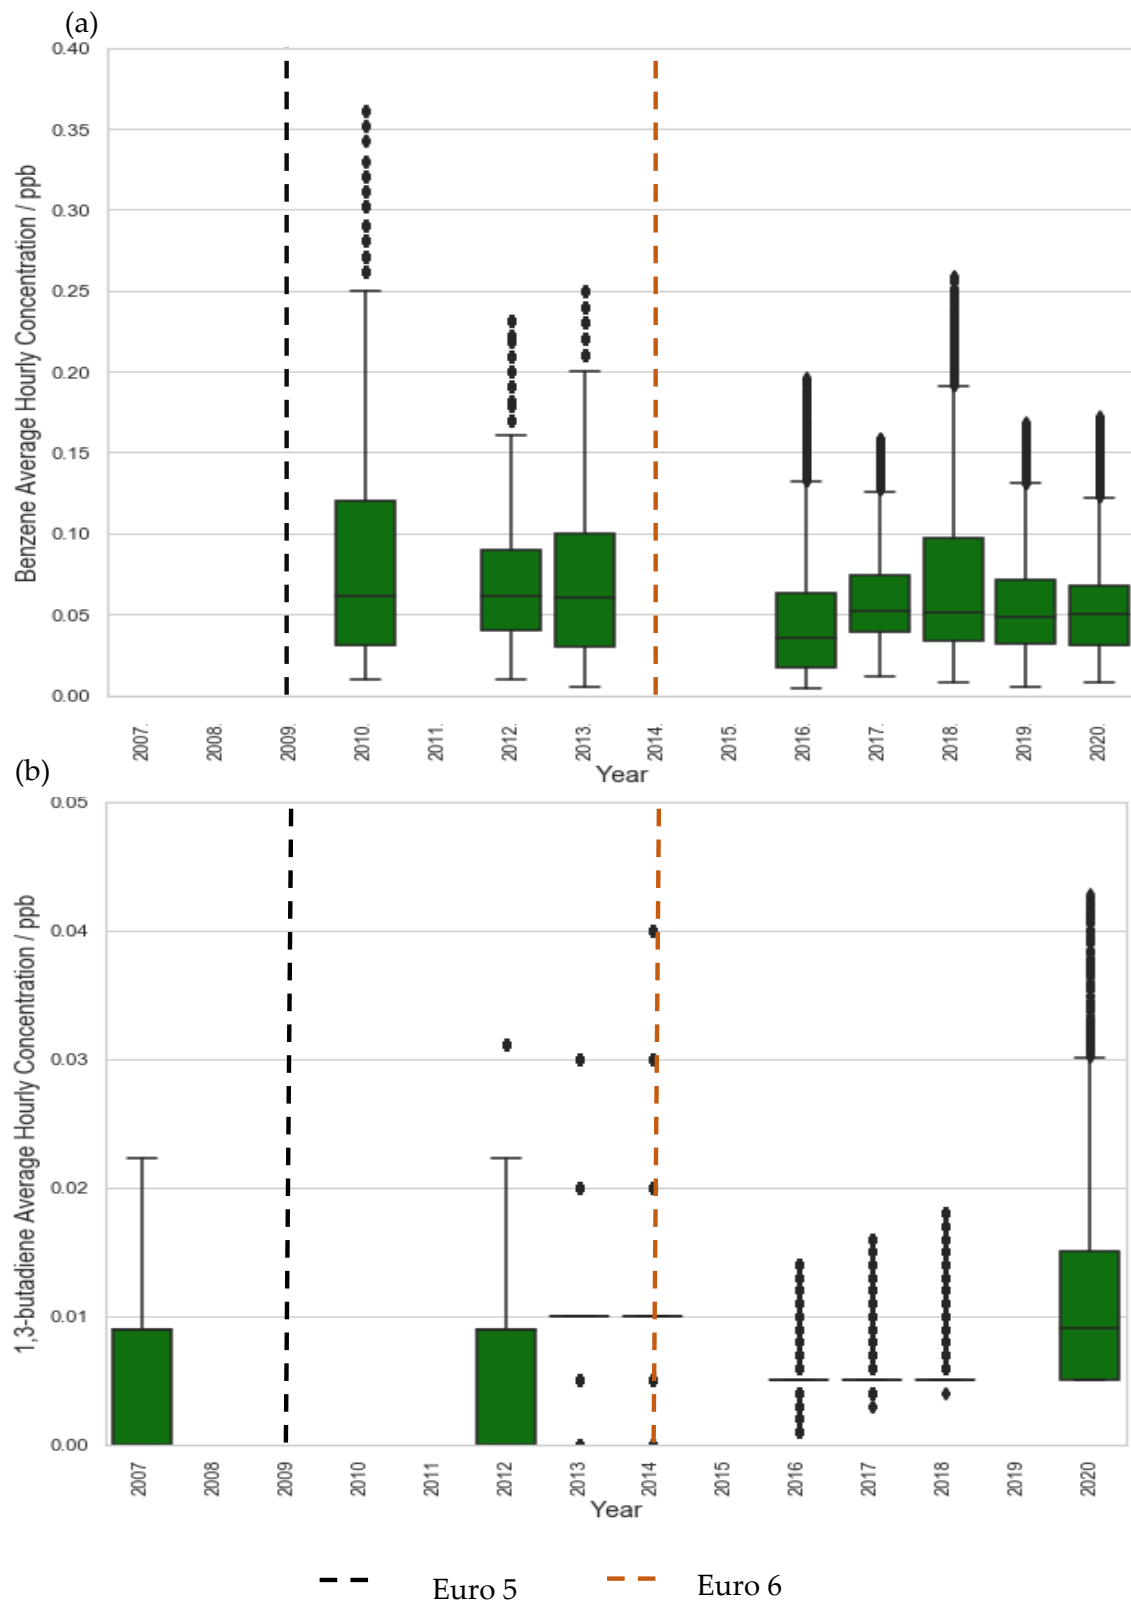 (a)
0.40
0.35
0.30
0.25
0.20
0.15
0.10
0.05
0.00
Benzene Average Hourly Concentration / ppb
2007. 2008. 2009. 2010. 2011. 2012. 2013. 2014. 2015. 2016. 2017. 2018. 2019. 2020.
Year
(b)
0.05
0.04
0.03
0.02
0.01
0.00
1,3-butadiene Average Hourly Concentration / ppb
2007 2008 2009 2010 2011 2012 2013 2014 2015 2016 2017 2018 2019 2020
Year
Euro 5 Euro 6